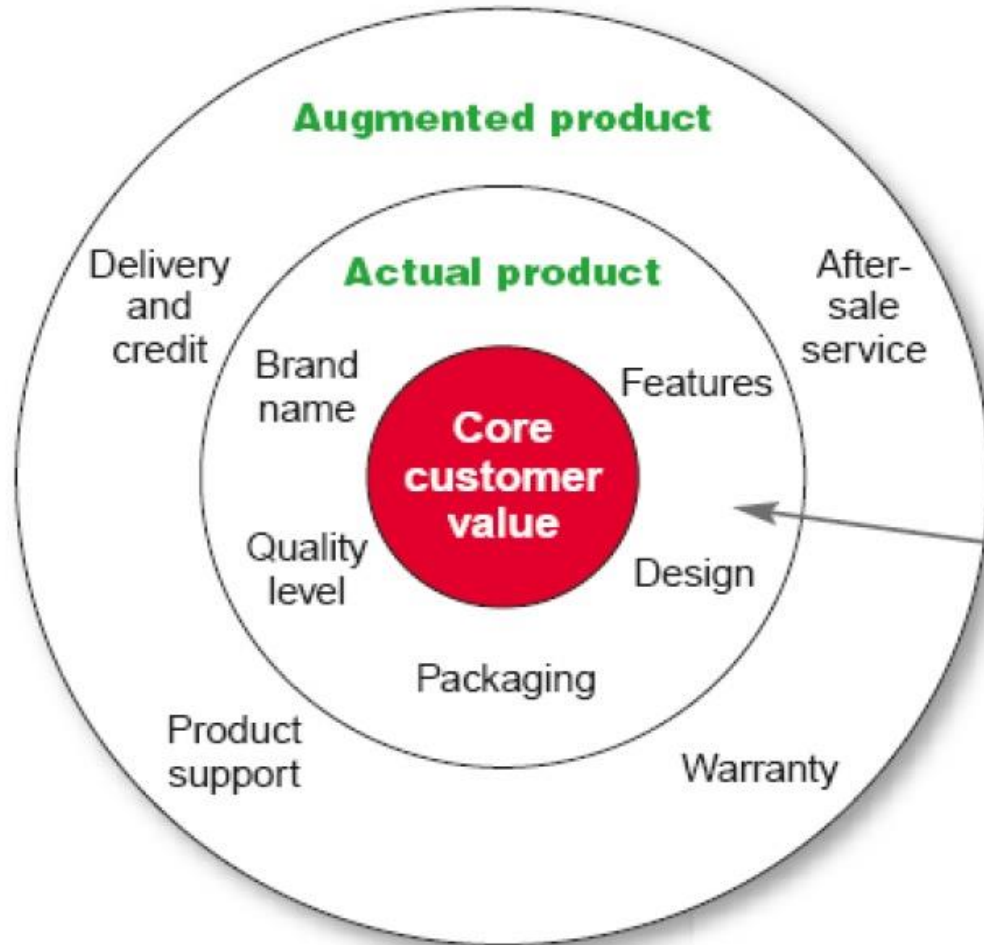 Augmented product
Delivery
and
credit
After-
sale
service
Actual product
Brand
name
Features
Core
customer
value
Quality
level
Design
Packaging
Product
support
Warranty